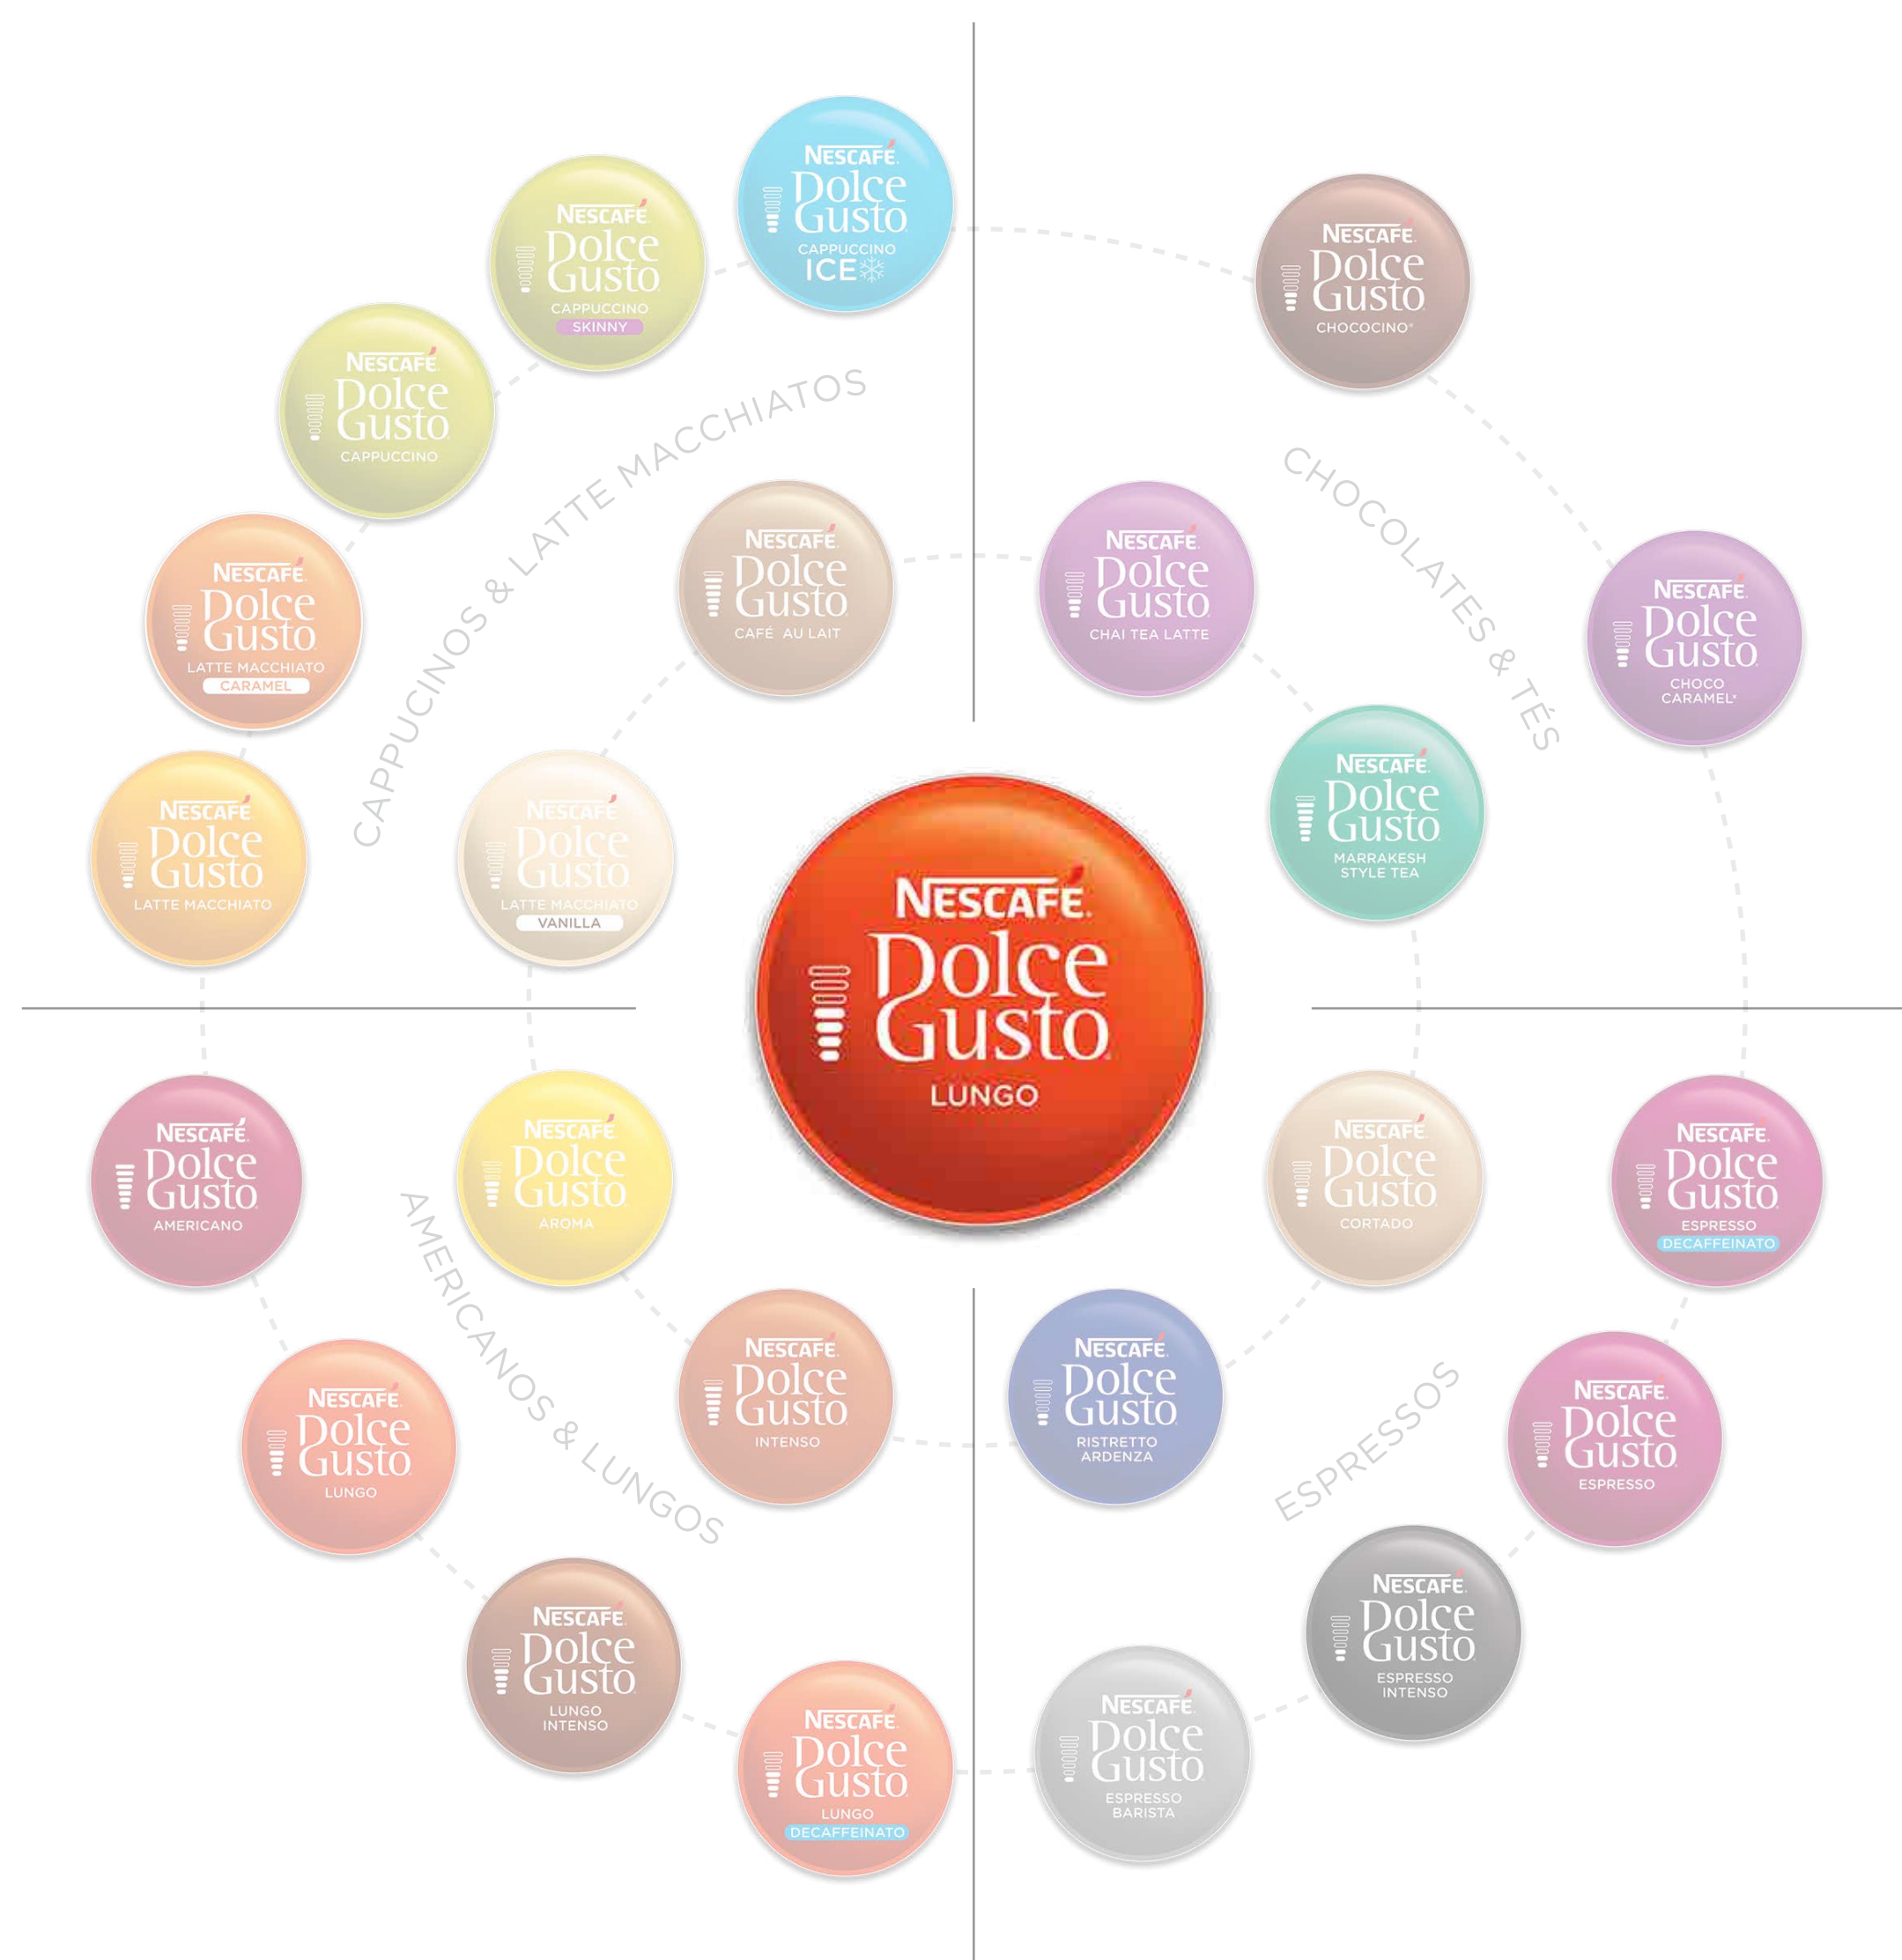 NESCAFÉ.
Dolce
Gusto
CAPPUCCINO
ICE
NESCAFÉ.
Dolce
Gusto
CAPPUCCINO
SKINNY
NESCAFÉ.
Dolce
Gusto
CAPPUCCINO
NESCAFÉ.
Dolce
Gusto
LATTE MACCHIATO
CARAMEL
NESCAFÉ.
Dolce
Gusto
LATTE MACCHIATO
CAPPUCINOS & LATTE MACCHIATOS
NESCAFÉ.
Dolce
Gusto
CAFÉ AU LAIT
NESCAFÉ.
Dolce
Gusto
LATTE MACCHIATO
VANILLA
NESCAFÉ.
Dolce
Gusto
CHOCOCINO®
NESCAFÉ.
Dolce
Gusto
CHOCO
CARAMEL*
CHOCOLATES & TÉS
NESCAFÉ.
Dolce
Gusto
CHAI TEA LATTE
NESCAFÉ.
Dolce
Gusto
MARRAKESH
STYLE TEA
NESCAFÉ.
Dolce
Gusto
LUNGO
NESCAFÉ.
Dolce
Gusto
AMERICANO
NESCAFÉ.
Dolce
Gusto
AROMA
NESCAFÉ.
Dolce
Gusto
INTENSO
AMERICANOS & LUNGOS
NESCAFÉ.
Dolce
Gusto
LUNGO
NESCAFÉ.
Dolce
Gusto
LUNGO
INTENSO
NESCAFÉ.
Dolce
Gusto
LUNGO
DECAFFEINATO
NESCAFÉ.
Dolce
Gusto
CORTADO
NESCAFÉ.
Dolce
Gusto
ESPRESSO
DECAFFEINATO
NESCAFÉ.
Dolce
Gusto
RISTRETTO
ARDENZA
ESPRESSOS
NESCAFÉ.
Dolce
Gusto
ESPRESSO
NESCAFÉ.
Dolce
Gusto
ESPRESSO
INTENSO
NESCAFÉ.
Dolce
Gusto
ESPRESSO
BARISTA